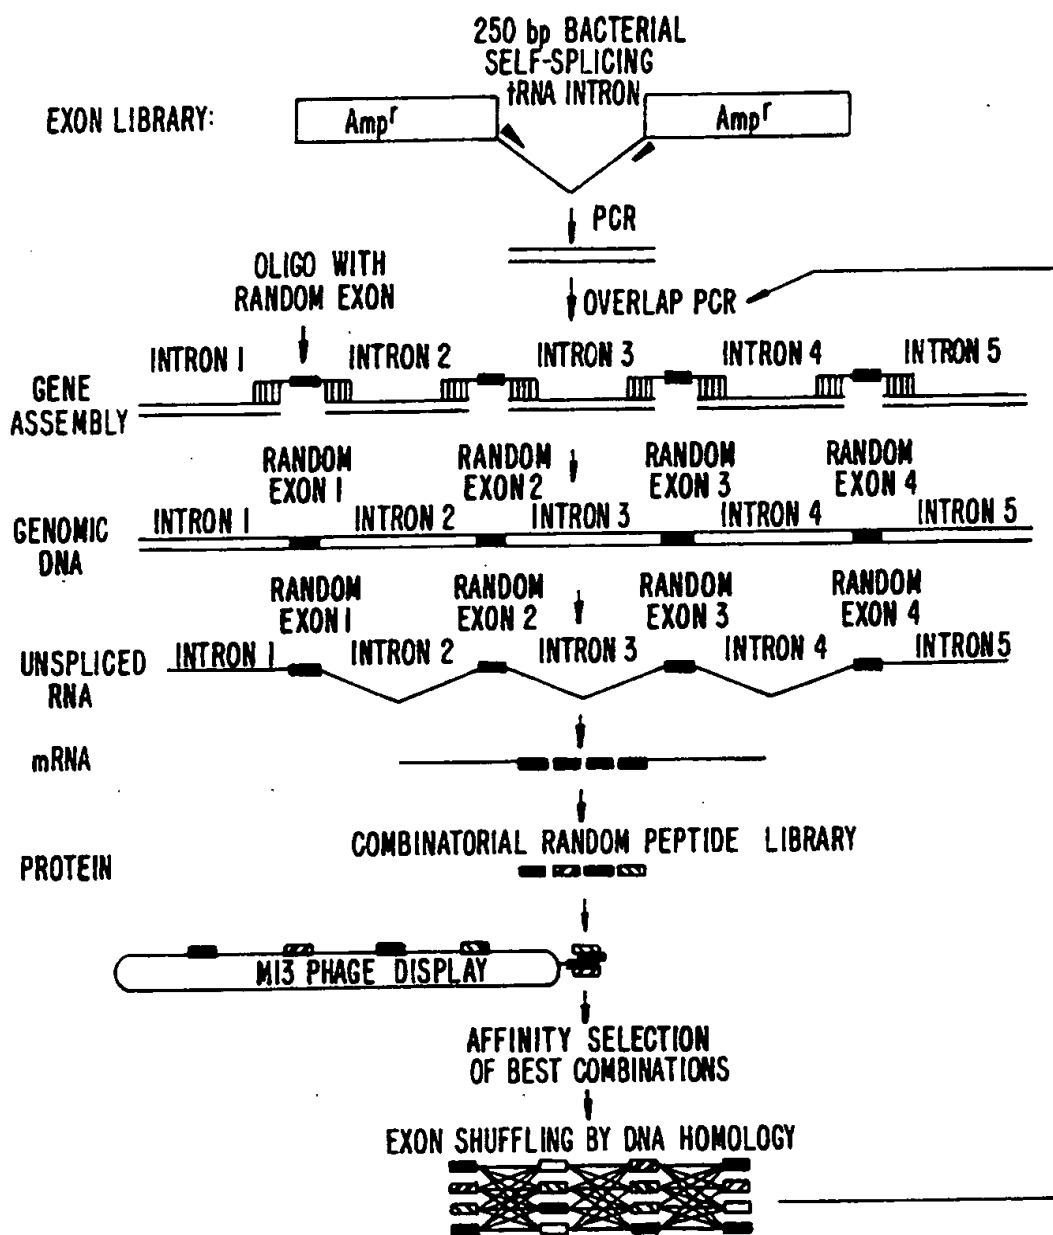 250 bp BACTERIAL
SELF-SPLICING
tRNA INTRON
EXON LIBRARY:
Ampʳ
Ampʳ
PCR
OLIGO WITH
RANDOM EXON
OVERLAP PCR
INTRON 1
INTRON 2
INTRON 3
INTRON 4
INTRON 5
GENE
ASSEMBLY
RANDOM
EXON 1
RANDOM
EXON 2
RANDOM
EXON 3
RANDOM
EXON 4
GENOMIC
DNA
INTRON 1
INTRON 2
INTRON 3
INTRON 4
INTRON 5
RANDOM
EXON 1
RANDOM
EXON 2
RANDOM
EXON 3
RANDOM
EXON 4
UNSPLICED
RNA
INTRON 1
INTRON 2
INTRON 3
INTRON 4
INTRON 5
mRNA
COMBINATORIAL RANDOM PEPTIDE LIBRARY
PROTEIN
M13 PHAGE DISPLAY
AFFINITY SELECTION
OF BEST COMBINATIONS
EXON SHUFFLING BY DNA HOMOLOGY